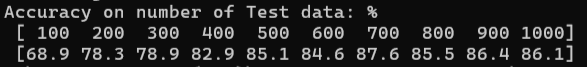 Accuracy on number of Test data: %
[ 100 200 300 400 500 600 700 800 900 1000]
[68.9 78.3 78.9 82.9 85.1 84.6 87.6 85.5 86.4 86.1]